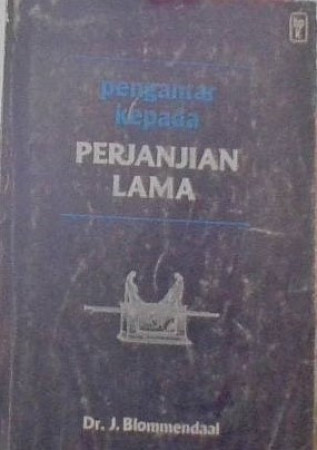 pengantar
kepada
PERJANJIAN
LAMA
Dr. J. Blommendaal